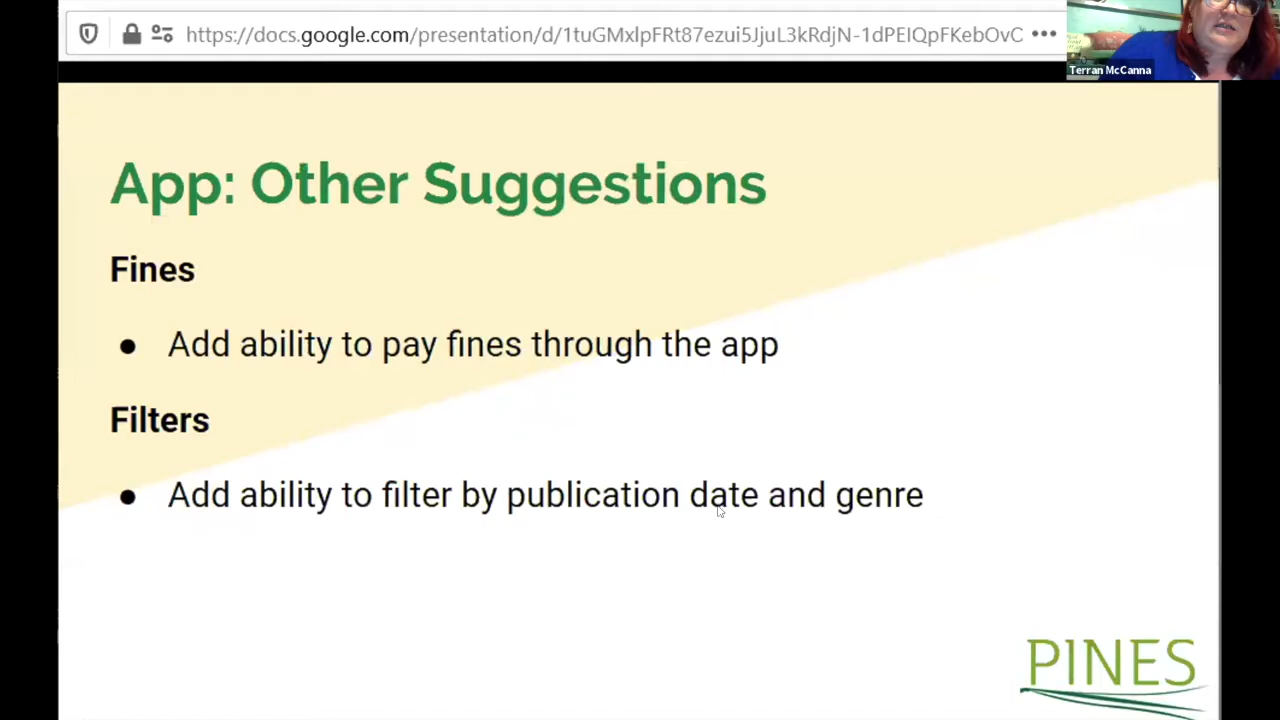 https://docs.google.com/presentation/d/1tuGMxlpFRt87ezui5JjuL3kRdjN-1dPEIQpFKebOvC •••
Terran McCanna
App: Other Suggestions
Fines
● Add ability to pay fines through the app
Filters
● Add ability to filter by publication date and genre
PINES